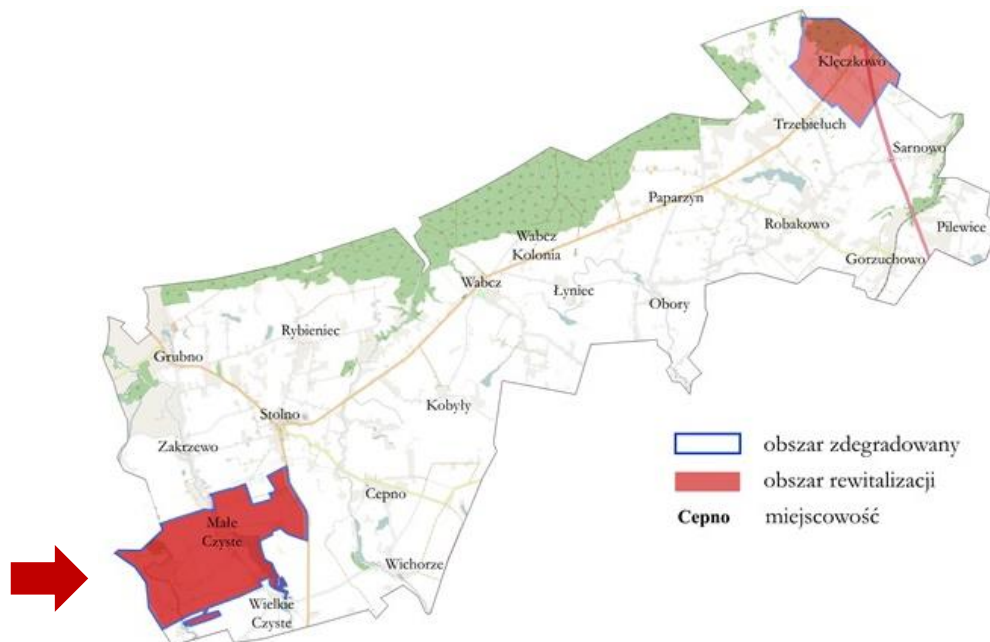 Klęczkowo
Trzebiełuch
Sarnowo
Paparzyn
Robakowo
Pilewice
Wabcz
Kolonia
Gorzuchowo
Wabcz
Łyniec
Obory
Rybieniec
Grubno
Kobyły
Stolno
Zakrzewo
obszar zdegradowany
obszar rewitalizacji
Cepno miejscowość
Cepno
Małe
Czyste
Wichorze
Wielkie
Czyste